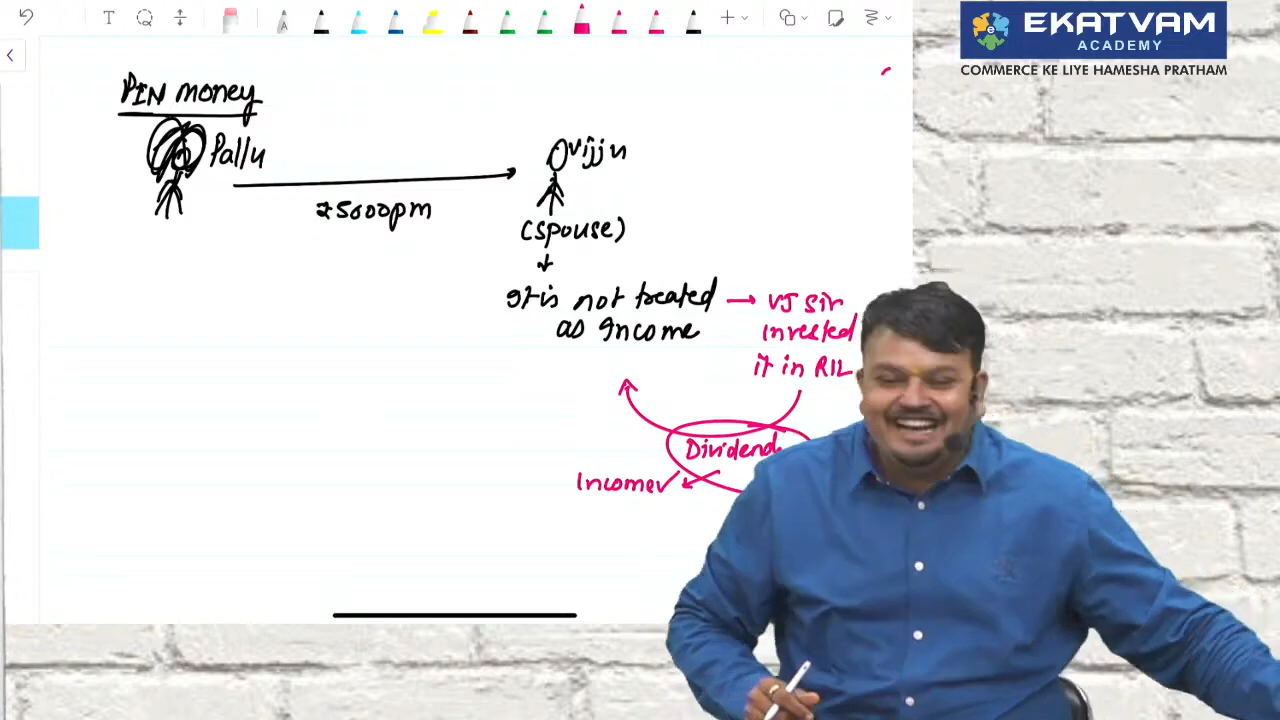 EKATVAM
ACADEMY
COMMERCE KE LIYE HAMESHA PRATHAM
PIN money
Pallu
Vijju
₹5000pm
(spouse)
It is not treated
as Income
VJ Sir
invested
it in RIL
Dividend
Income